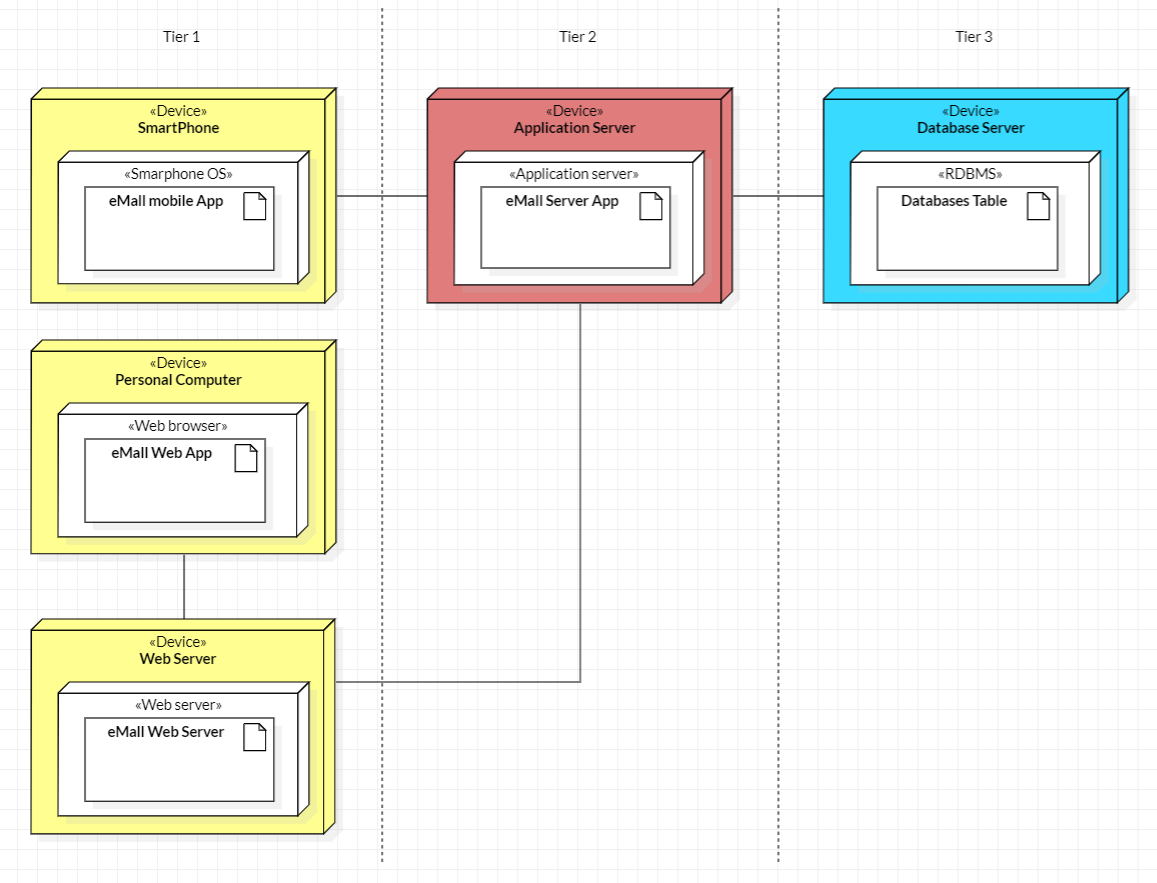 Tier 1
Tier 2
Tier 3
«Device»
SmartPhone
«Smarphone OS»
eMall mobile App
«Device»
Application Server
«Application server»
eMall Server App
«Device»
Database Server
«RDBMS»
Databases Table
«Device»
Personal Computer
«Web browser»
eMall Web App
«Device»
Web Server
«Web server»
eMall Web Server